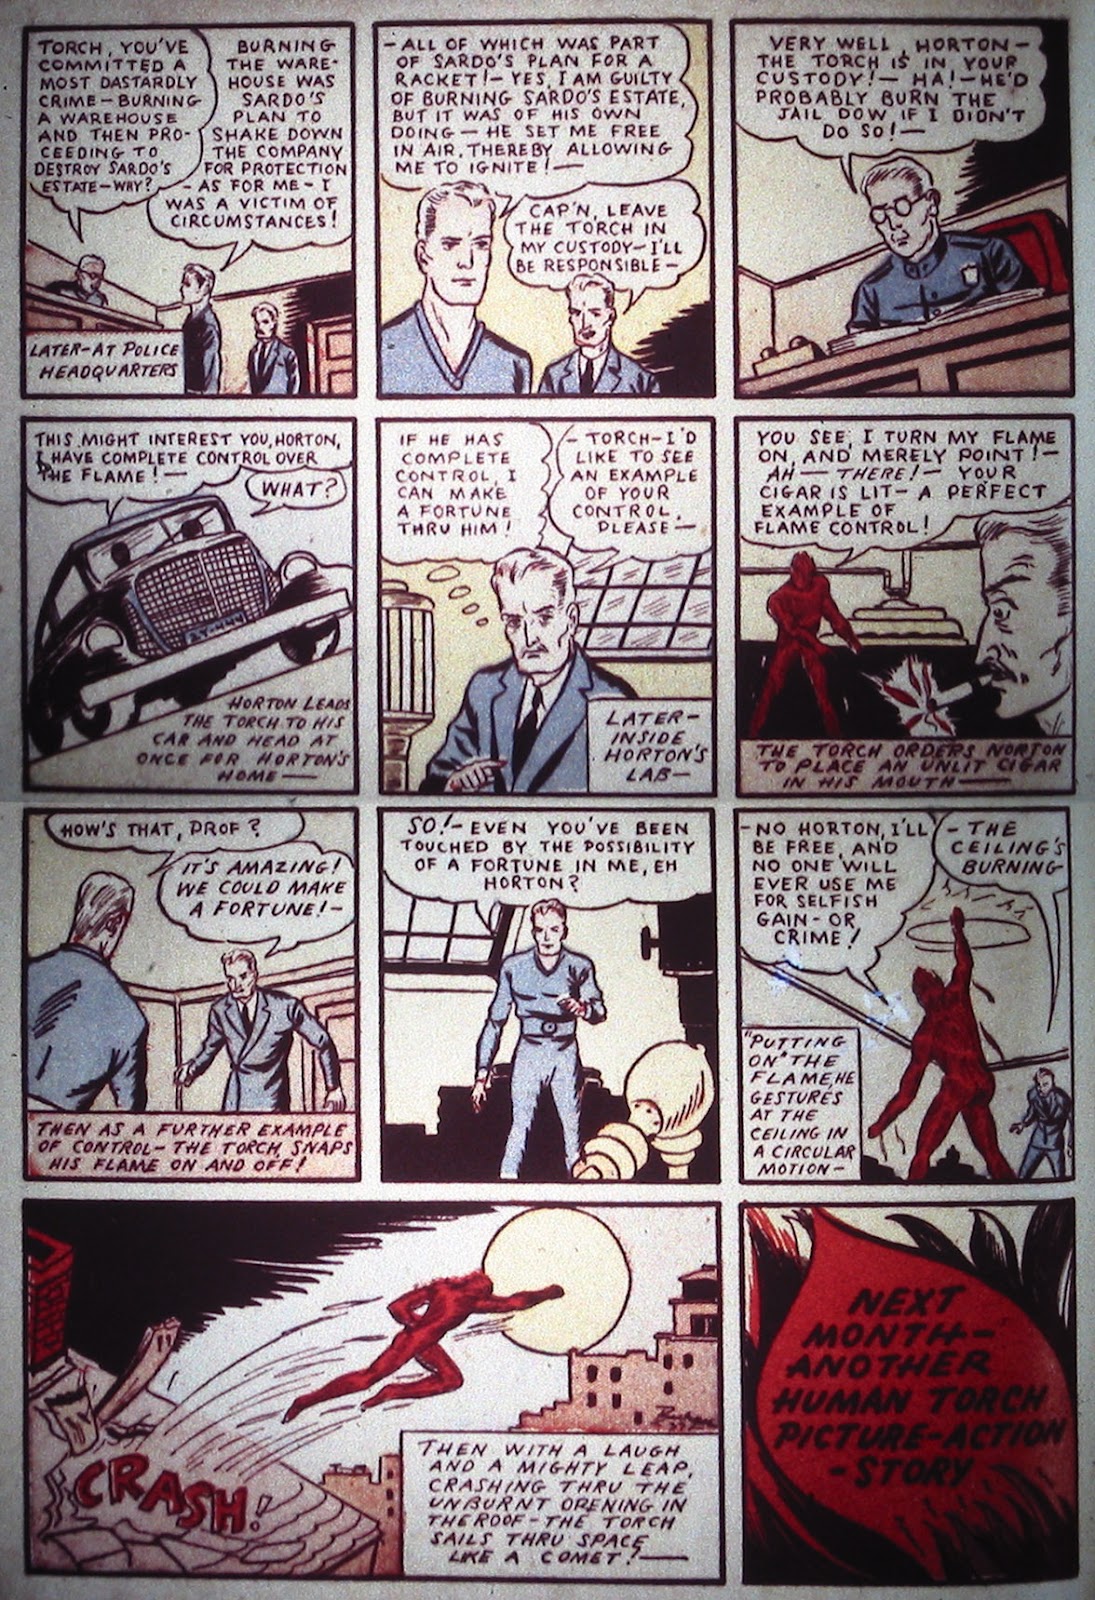 TORCH, YOU'VE
COMMITTED A
MOST DASTARDLY
CRIME—BURNING
A WAREHOUSE
AND THEN PRO-
CEEDING TO
DESTROY SARDO'S
ESTATE—WHY?
BURNING
THE WARE-
HOUSE WAS
SARDO'S
PLAN TO
SHAKE DOWN
THE COMPANY
FOR PROTECTION
- AS FOR ME - I
WAS A VICTIM OF
CIRCUMSTANCES!
LATER—AT POLICE
HEADQUARTERS
-ALL OF WHICH WAS PART
OF SARDO'S PLAN FOR A
RACKET!—YES, I AM GUILTY
OF BURNING SARDO'S ESTATE,
BUT IT WAS OF HIS OWN
DOING—HE SET ME FREE
IN AIR, THEREBY ALLOWING
ME TO IGNITE!—
CAP'N, LEAVE
THE TORCH IN
MY CUSTODY—I'LL
BE RESPONSIBLE—
VERY WELL, HORTON—
THE TORCH IS IN YOUR
CUSTODY!—HA!—HE'D
PROBABLY BURN THE
JAIL DOW IF I DIDN'T
DO SO!—
THIS MIGHT INTEREST YOU, HORTON,
I HAVE COMPLETE CONTROL OVER
THE FLAME!—
WHAT?
2Y-444
HORTON LEADS
THE TORCH TO HIS
CAR AND HEAD AT
ONCE FOR HORTON'S
HOME—
IF HE HAS
COMPLETE
CONTROL, I
CAN MAKE
A FORTUNE
THRU HIM!
-TORCH—I'D
LIKE TO SEE
AN EXAMPLE
OF YOUR
CONTROL,
PLEASE—
LATER—
INSIDE
HORTON'S
LAB—
YOU SEE, I TURN MY FLAME
ON, AND MERELY POINT!—
AH—THERE!—YOUR
CIGAR IS LIT—A PERFECT
EXAMPLE OF
FLAME CONTROL!
THE TORCH ORDERS NORTON
TO PLACE AN UNLIT CIGAR
IN HIS MOUTH—
HOW'S THAT, PROF?
IT'S AMAZING!
WE COULD MAKE
A FORTUNE!—
THEN AS A FURTHER EXAMPLE
OF CONTROL—THE TORCH, SNAPS
HIS FLAME ON AND OFF!
SO!—EVEN YOU'VE BEEN
TOUCHED BY THE POSSIBILITY
OF A FORTUNE IN ME, EH
HORTON?
-NO HORTON, I'LL
BE FREE, AND
NO ONE WILL
EVER USE ME
FOR SELFISH
GAIN—OR
CRIME!
-THE
CEILING'S
BURNING
"PUTTING
ON" THE
FLAME, HE
GESTURES
AT THE
CEILING IN
A CIRCULAR
MOTION—
CRASH!
THEN WITH A LAUGH
AND A MIGHTY LEAP,
CRASHING THRU THE
UNBURNT OPENING IN
THE ROOF—THE TORCH
SAILS THRU SPACE
LIKE A COMET!—
NEXT
MONTH—
ANOTHER
HUMAN TORCH
PICTURE-ACTION
-STORY